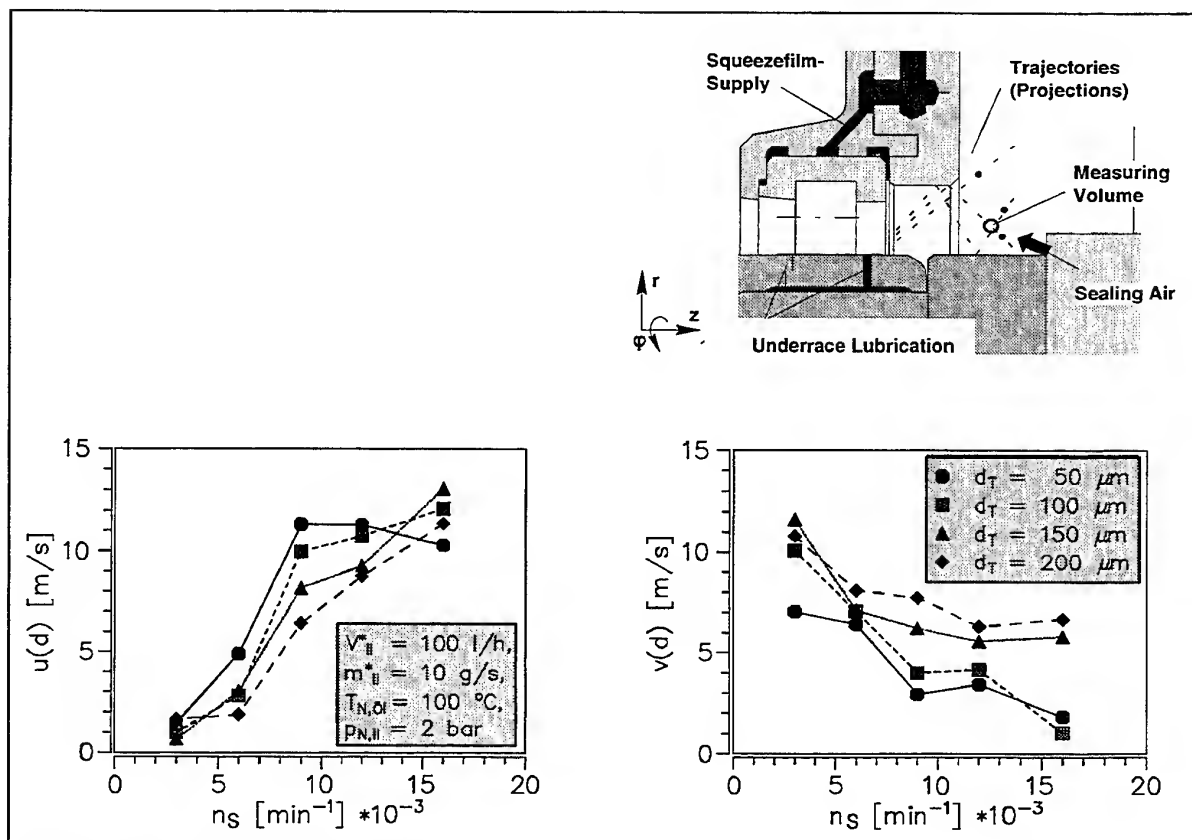 Squeezefilm-
Supply
Trajectories
(Projections)
Measuring
Volume
Sealing Air
r
z
φ
Underrace Lubrication
15
10
5
0
u(d) [m/s]
0 5 10 15 20
n_S [min⁻¹] *10⁻³
V*_II = 100 l/h,
m*_II = 10 g/s,
T_N,Öl = 100 °C,
p_N,II = 2 bar
15
10
5
0
v(d) [m/s]
0 5 10 15 20
n_S [min⁻¹] *10⁻³
d_T = 50 μm
d_T = 100 μm
d_T = 150 μm
d_T = 200 μm